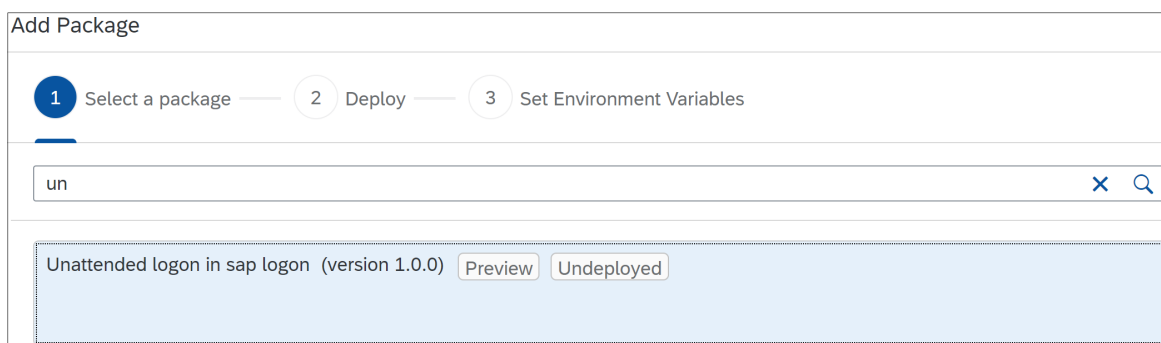 Add Package
1 Select a package 2 Deploy 3 Set Environment Variables
un
Unattended logon in sap logon (version 1.0.0) Preview Undeployed